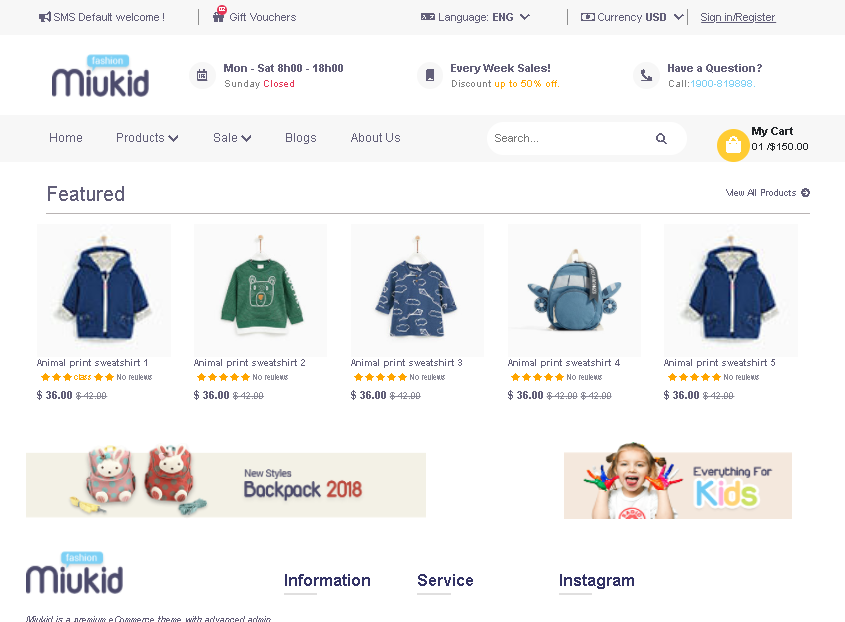 SMS Default welcome !
Gift Vouchers
Language: ENG
Currency USD
Sign in/Register
fashion
Miukid
Mon - Sat 8h00 - 18h00
Sunday Closed
Every Week Sales!
Discount up to 50% off.
Have a Question?
Call:1900-819898.
Home
Products
Sale
Blogs
About Us
Search...
My Cart
01 /$150.00
Featured
View All Products
Animal print sweatshirt 1
class No reviews
$ 36.00 $ 42.00
Animal print sweatshirt 2
No reviews
$ 36.00 $ 42.00
Animal print sweatshirt 3
No reviews
$ 36.00 $ 42.00
Animal print sweatshirt 4
No reviews
$ 36.00 $ 42.00 $ 42.00
Animal print sweatshirt 5
No reviews
$ 36.00 $ 42.00
New Styles
Backpack 2018
Everything For
Kids
fashion
Miukid
Information
Service
Instagram
Miukid is a premium eCommerce theme with advanced admin